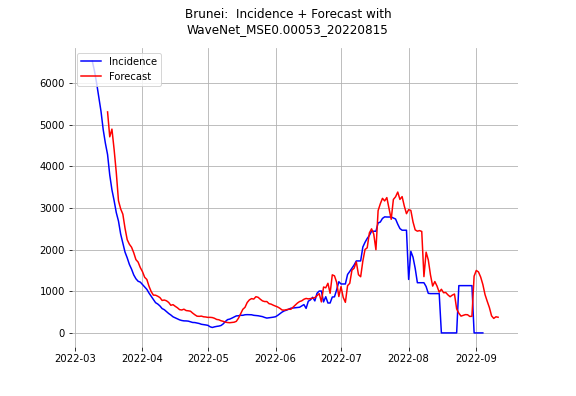 Brunei:  Incidence + Forecast with
WaveNet_MSE0.00053_20220815
Incidence
Forecast
6000
5000
4000
3000
2000
1000
0
2022-03 2022-04 2022-05 2022-06 2022-07 2022-08 2022-09